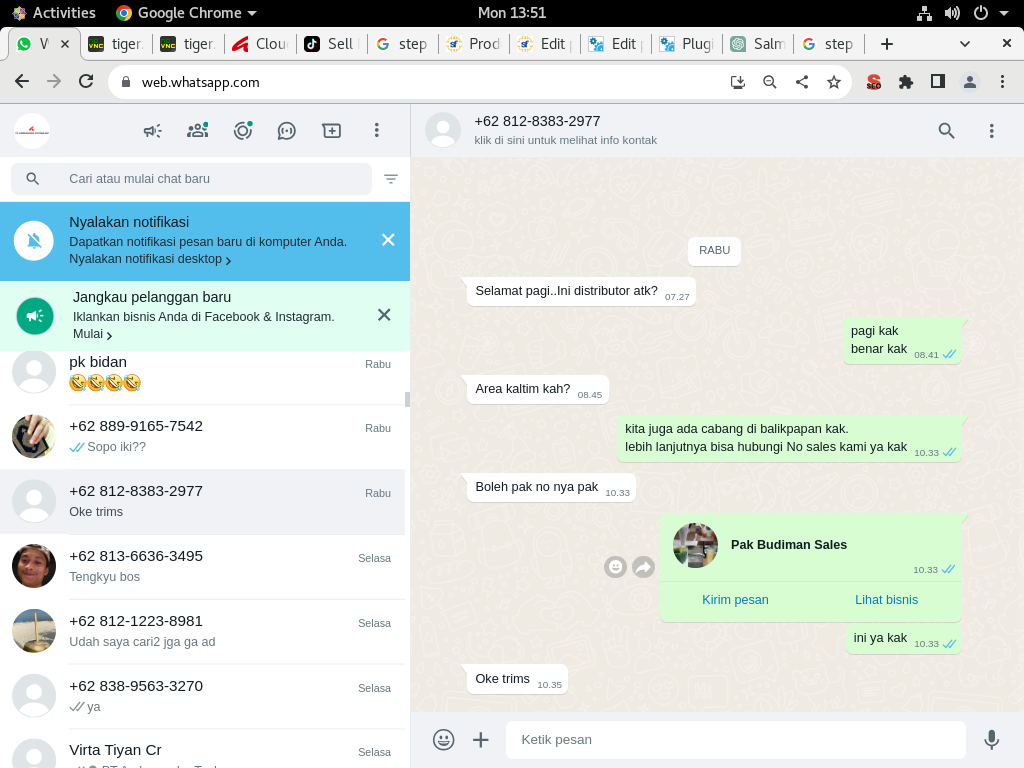 Activities
Google Chrome
Mon 13:51
W
tiger.
tiger.
Clou
Sell
step
Prod
Edit
Edit
Plugi
Salm
step
web.whatsapp.com
SEO
Cari atau mulai chat baru
Nyalakan notifikasi
Dapatkan notifikasi pesan baru di komputer Anda.
Nyalakan notifikasi desktop
Jangkau pelanggan baru
Iklankan bisnis Anda di Facebook & Instagram.
Mulai
pk bidan
Rabu
🤣🤣🤣🤣
+62 889-9165-7542
Rabu
Sopo iki??
+62 812-8383-2977
Rabu
Oke trims
+62 813-6636-3495
Selasa
Tengkyu bos
+62 812-1223-8981
Selasa
Udah saya cari2 jga ga ad
+62 838-9563-3270
Selasa
ya
Virta Tiyan Cr
Selasa
+62 812-8383-2977
klik di sini untuk melihat info kontak
RABU
Selamat pagi..Ini distributor atk? 07.27
pagi kak
benar kak 08.41
Area kaltim kah? 08.45
kita juga ada cabang di balikpapan kak.
lebih lanjutnya bisa hubungi No sales kami ya kak 10.33
Boleh pak no nya pak 10.33
Pak Budiman Sales
10.33
Kirim pesan
Lihat bisnis
ini ya kak 10.33
Oke trims 10.35
Ketik pesan